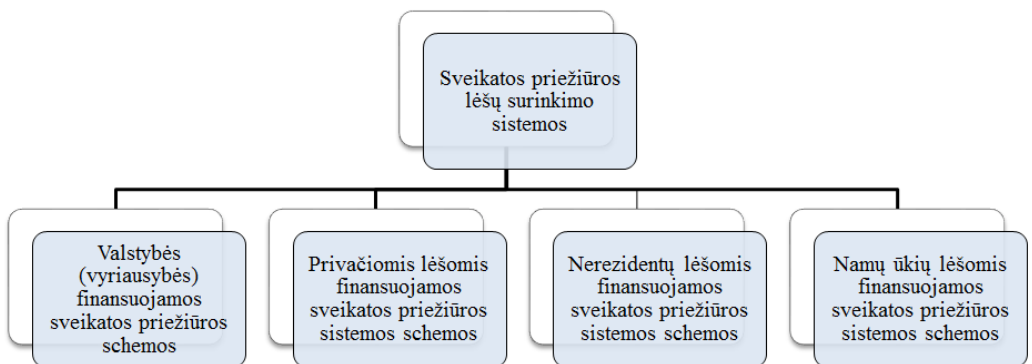 Sveikatos priežiūros
lėšų surinkimo
sistemos
Valstybės
(vyriausybės)
finansuojamos
sveikatos priežiūros
schemos
Privačiomis lėšomis
finansuojamos
sveikatos priežiūros
sistemos schemos
Nerezidentų lėšomis
finansuojamos
sveikatos priežiūros
sistemos schemos
Namų ūkių lėšomis
finansuojamos
sveikatos priežiūros
sistemos schemos